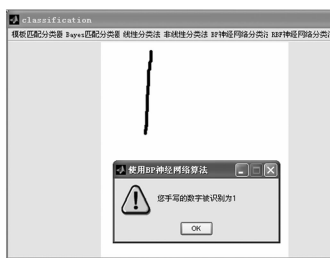 classification
模板匹配分类器 Bayes匹配分类器 线性分类法 非线性分类法 BP神经网络分类法 RBF神经网络分类法
使用BP神经网络算法
您手写的数字被识别为1
OK